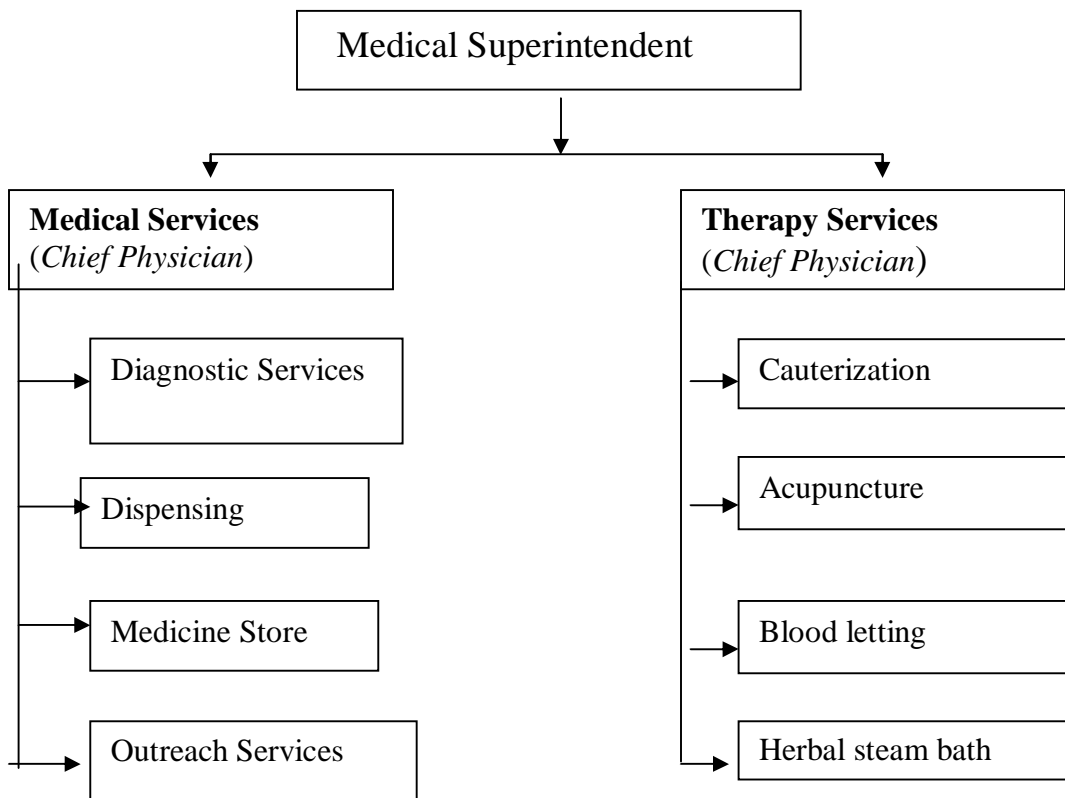 Medical Superintendent
Medical Services
(Chief Physician)
Diagnostic Services
Dispensing
Medicine Store
Outreach Services
Therapy Services
(Chief Physician)
Cauterization
Acupuncture
Blood letting
Herbal steam bath